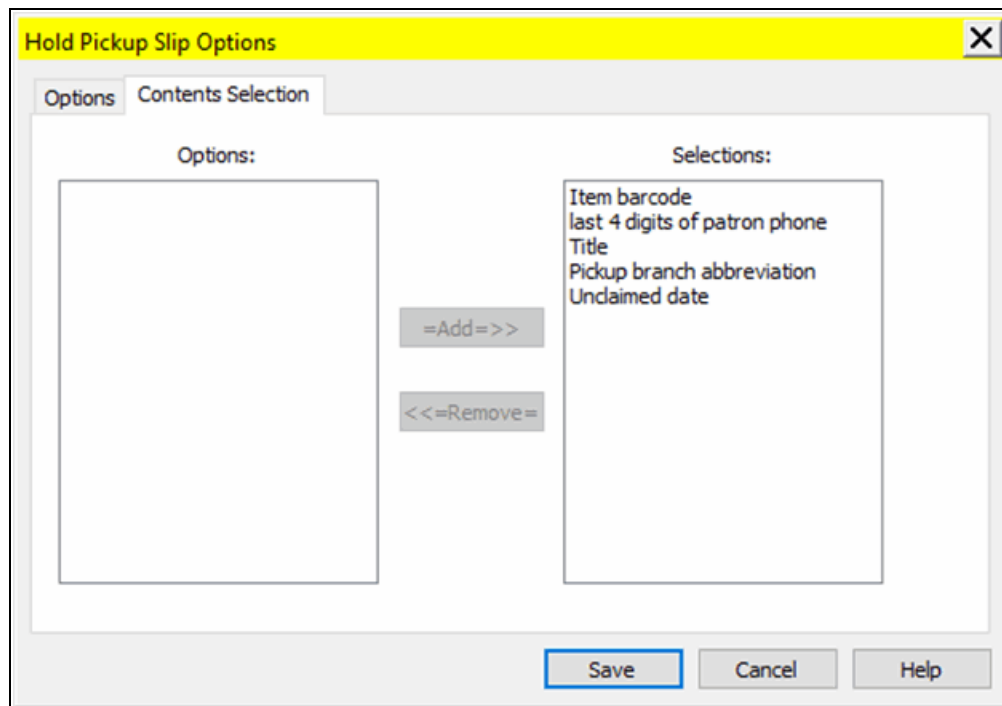 Hold Pickup Slip Options
Options
Contents Selection
Options:
Selections:
Item barcode
last 4 digits of patron phone
Title
Pickup branch abbreviation
Unclaimed date
=Add=>>
<<=Remove=
Save
Cancel
Help